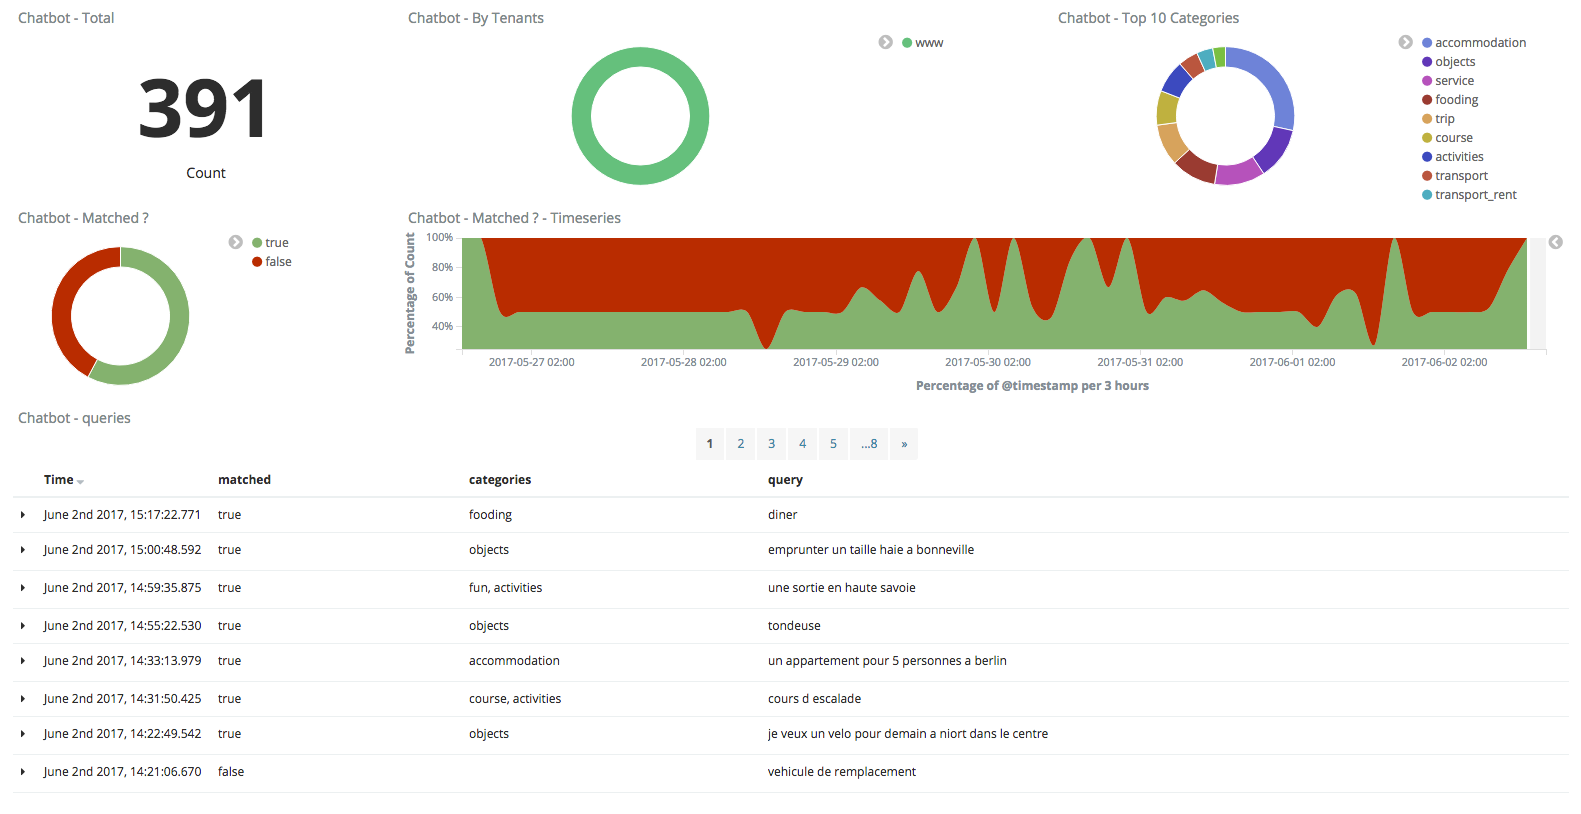 Chatbot - Total
391
Count
Chatbot - By Tenants
www
Chatbot - Top 10 Categories
accommodation
objects
service
fooding
trip
course
activities
transport
transport_rent
Chatbot - Matched ?
true
false
Chatbot - Matched ? - Timeseries
Percentage of Count
100%
80%
60%
40%
2017-05-27 02:00 2017-05-28 02:00 2017-05-29 02:00 2017-05-30 02:00 2017-05-31 02:00 2017-06-01 02:00 2017-06-02 02:00
Percentage of @timestamp per 3 hours
Chatbot - queries
1 2 3 4 5 ...8 »
Time matched categories query
June 2nd 2017, 15:17:22.771 true fooding diner
June 2nd 2017, 15:00:48.592 true objects emprunter un taille haie a bonneville
June 2nd 2017, 14:59:35.875 true fun, activities une sortie en haute savoie
June 2nd 2017, 14:55:22.530 true objects tondeuse
June 2nd 2017, 14:33:13.979 true accommodation un appartement pour 5 personnes a berlin
June 2nd 2017, 14:31:50.425 true course, activities cours d escalade
June 2nd 2017, 14:22:49.542 true objects je veux un velo pour demain a niort dans le centre
June 2nd 2017, 14:21:06.670 false vehicule de remplacement